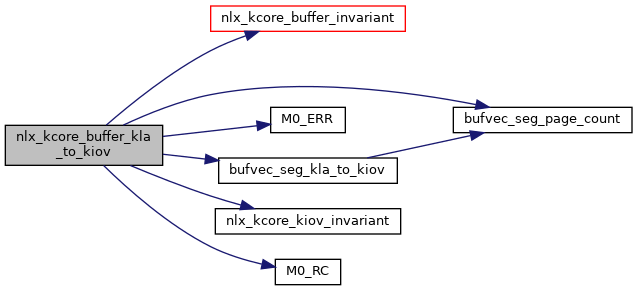 nlx_kcore_buffer_invariant
bufvec_seg_page_count
M0_ERR
nlx_kcore_buffer_kla
_to_kiov
bufvec_seg_kla_to_kiov
nlx_kcore_kiov_invariant
M0_RC